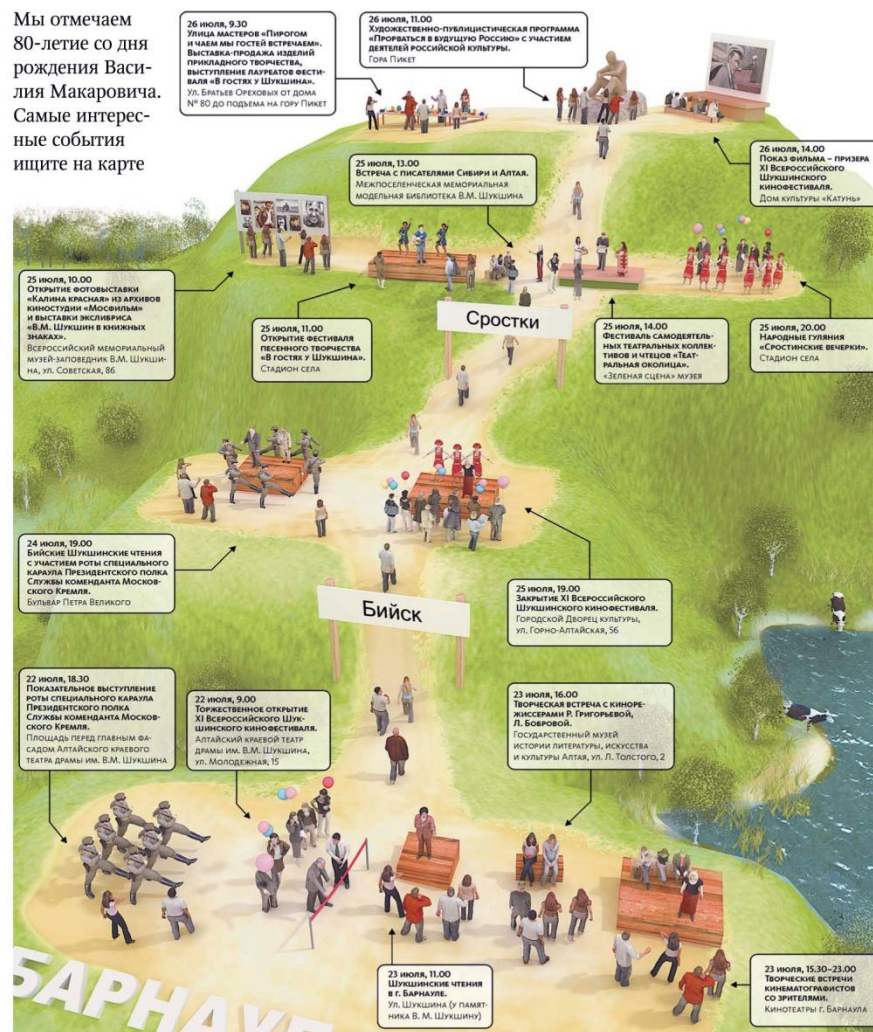 Мы отмечаем
80-летие со дня
рождения Васи-
лия Макаровича.
Самые интерес-
ные события
ищите на карте
26 июля, 9.30
Улица мастеров «Пирогом
и чаем мы гостей встречаем».
Выставка-продажа изделий
прикладного творчества,
выступление лауреатов фести-
валя «В гостях у Шукшина».
Ул. Братьев Ореховых от дома
№ 80 до подъема на гору Пикет
26 июля, 11.00
Художественно-публицистическая программа
«Прорваться в будущую Россию» с участием
деятелей российской культуры.
Гора Пикет
26 июля, 14.00
Показ фильма – призера
XI Всероссийского
Шукшинского
кинофестиваля.
Дом культуры «Катунь»
25 июля, 13.00
Встреча с писателями Сибири и Алтая.
Межпоселенческая мемориальная
модельная библиотека В.М. Шукшина
25 июля, 10.00
Открытие фотовыставки
«Калина красная» из архивов
киностудии «Мосфильм»
и выставки экслибриса
«В.М. Шукшин в книжных
знаках».
Всероссийский мемориальный
музей-заповедник В.М. Шукши-
на, ул. Советская, 86
25 июля, 11.00
Открытие фестиваля
песенного творчества
«В гостях у Шукшина».
Стадион села
Сростки
25 июля, 14.00
Фестиваль самодеятель-
ных театральных коллек-
тивов и чтецов «Теат-
ральная околица».
«Зеленая сцена» музея
25 июля, 20.00
Народные гуляния
«Сростинские вечерки».
Стадион села
24 июля, 19.00
Бийские Шукшинские чтения
с участием роты специального
караула Президентского полка
Службы коменданта Москов-
ского Кремля.
Бульвар Петра Великого
25 июля, 19.00
Закрытие XI Всероссийского
Шукшинского кинофестиваля.
Городской Дворец культуры,
ул. Горно-Алтайская, 56
Бийск
22 июля, 18.30
Показательное выступление
роты специального караула
Президентского полка
Службы коменданта Москов-
ского Кремля.
Площадь перед главным фа-
садом Алтайского краевого
театра драмы им. В.М. Шукшина
22 июля, 9.00
Торжественное открытие
XI Всероссийского Шук-
шинского кинофестиваля.
Алтайский краевой театр
драмы им. В.М. Шукшина,
ул. Молодежная, 15
23 июля, 16.00
Творческая встреча с киноре-
жиссерами Р. Григорьевой,
Л. Бобровой.
Государственный музей
истории литературы, искусства
и культуры Алтая, ул. Л. Толстого, 2
23 июля, 11.00
Шукшинские чтения
в г. Барнауле.
Ул. Шукшина (у памят-
ника В. М. Шукшину)
23 июля, 15.30–23.00
Творческие встречи
кинематографистов
со зрителями.
Кинотеатры г. Барнаула
БАРНАУЛ